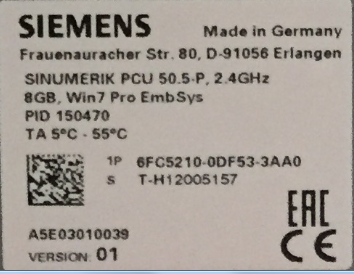 SIEMENS
Made in Germany
Frauenauracher Str. 80, D-91056 Erlangen
SINUMERIK PCU 50.5-P, 2.4GHz
8GB, Win7 Pro EmbSys
PID 150470
TA 5°C - 55°C
1P 6FC5210-0DF53-3AA0
S T-H12005157
EAC
CE
A5E03010039
VERSION: 01